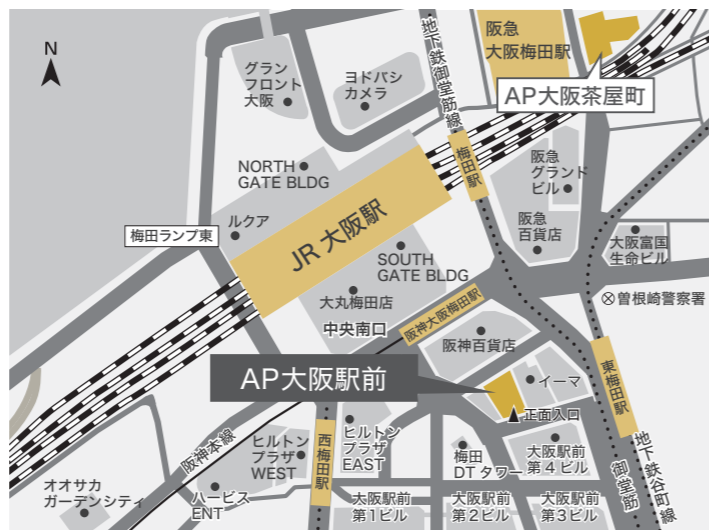 N
グラン
フロント
大阪
ヨドバシ
カメラ
地下鉄御堂筋線
阪急
大阪梅田駅
AP大阪茶屋町
NORTH
GATE BLDG
梅田駅
阪急
グランド
ビル
梅田ランプ東
ルクア
JR 大阪駅
阪急
百貨店
大阪富国
生命ビル
SOUTH
GATE BLDG
大丸梅田店
中央南口
阪神大阪梅田駅
曽根崎警察署
阪神百貨店
AP大阪駅前
イーマ
東梅田駅
正面入口
阪神本線
ヒルトン
プラザ
WEST
西梅田駅
ヒルトン
プラザ
EAST
梅田
DTタワー
大阪駅前
第4ビル
御堂筋
地下鉄谷町線
オオサカ
ガーデンシティ
ハービス
ENT
大阪駅前
第1ビル
大阪駅前
第2ビル
大阪駅前
第3ビル